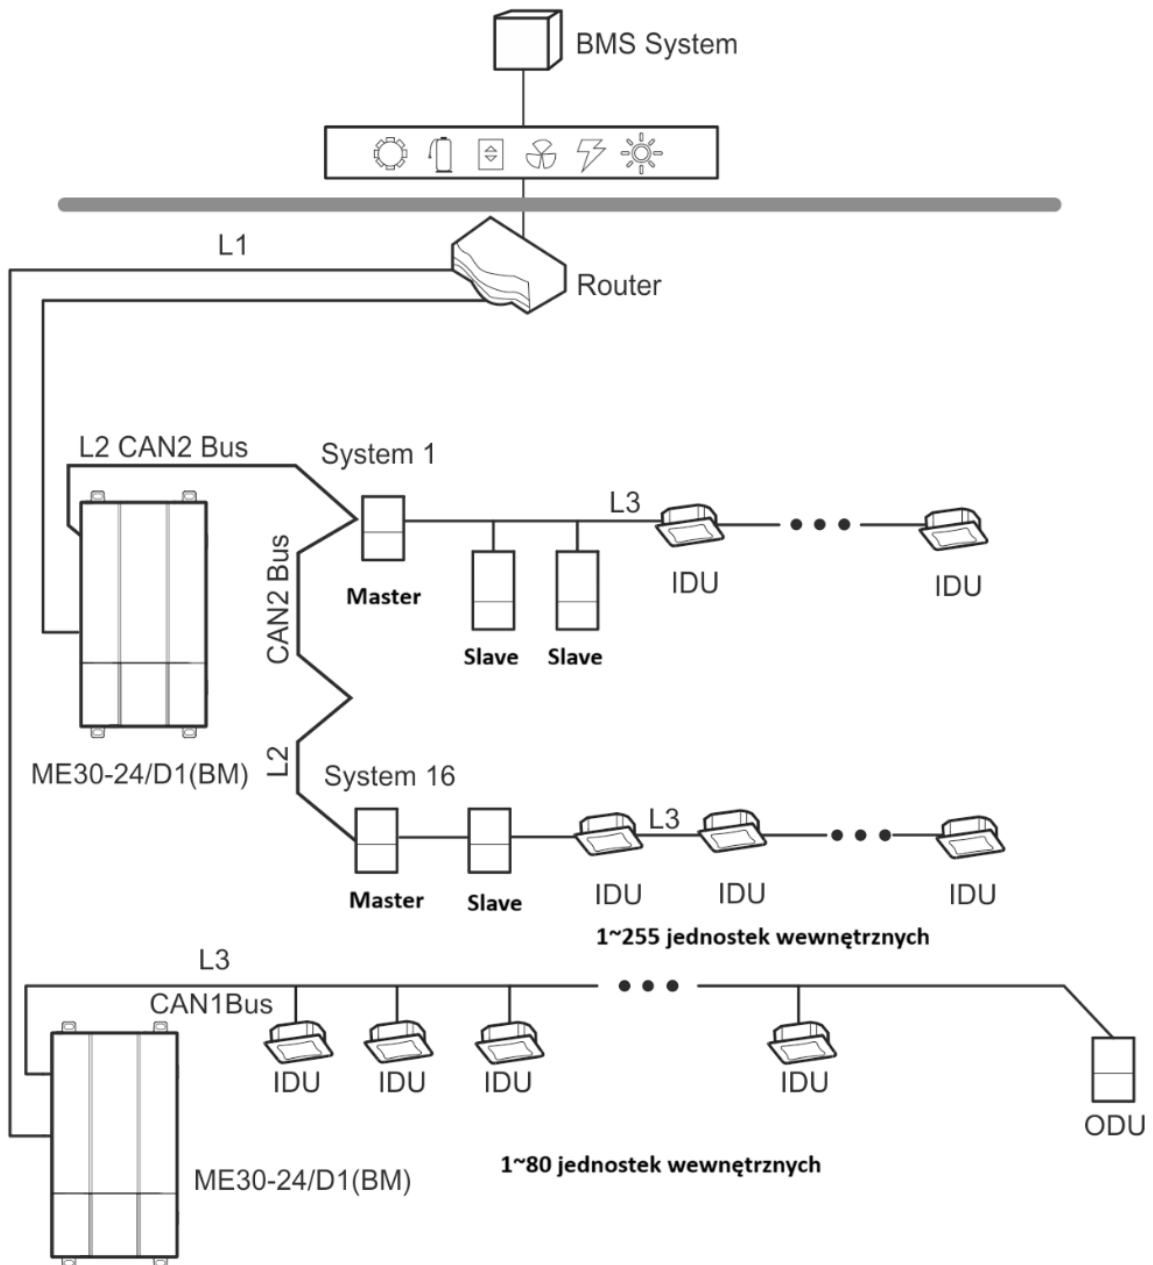 BMS System
L1
Router
L2 CAN2 Bus
System 1
L3
CAN2 Bus
Master
IDU
IDU
Slave
Slave
L2
ME30-24/D1(BM)
System 16
L3
Master
Slave
IDU
IDU
IDU
1~255 jednostek wewnętrznych
L3
CAN1Bus
IDU
IDU
IDU
IDU
ODU
1~80 jednostek wewnętrznych
ME30-24/D1(BM)